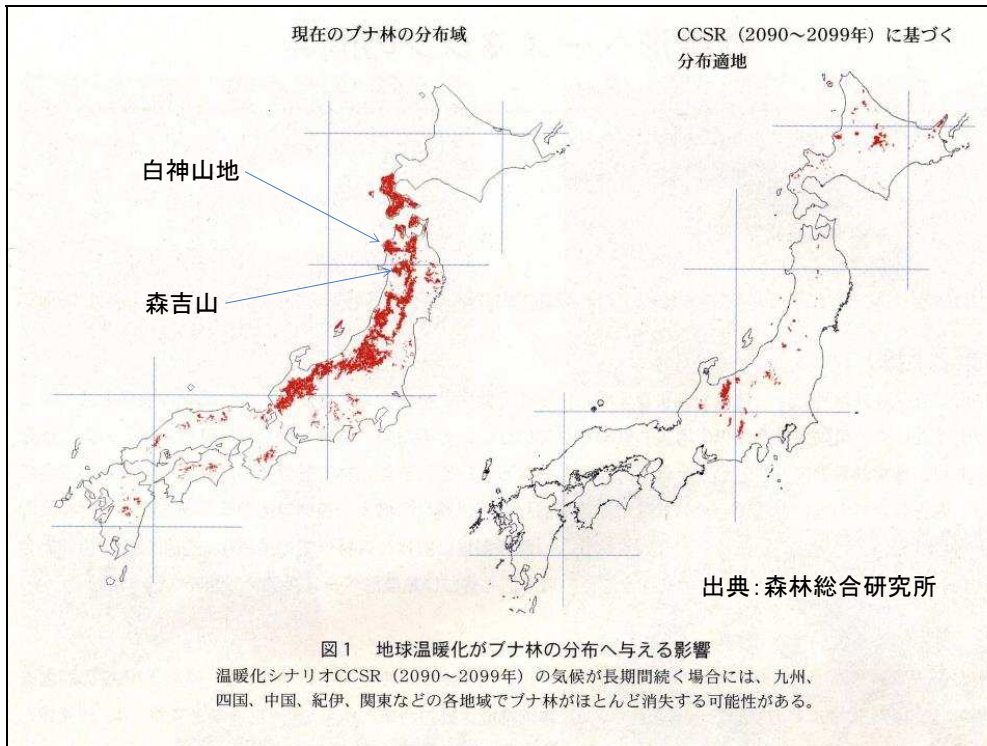 現在のブナ林の分布域
CCSR（2090～2099年）に基づく
分布適地
白神山地
森吉山
出典：森林総合研究所
図1　地球温暖化がブナ林の分布へ与える影響
温暖化シナリオCCSR（2090～2099年）の気候が長期間続く場合には、九州、
四国、中国、紀伊、関東などの各地域でブナ林がほとんど消失する可能性がある。